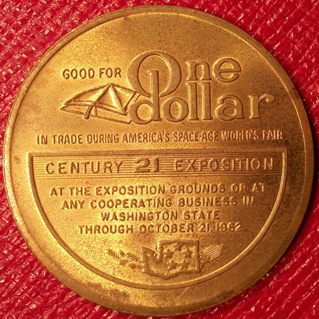 GOOD FOR One
dollar
IN TRADE DURING AMERICA'S SPACE-AGE WORLD'S FAIR
CENTURY 21 EXPOSITION
AT THE EXPOSITION GROUNDS OR AT
ANY COOPERATING BUSINESS IN
WASHINGTON STATE
THROUGH OCTOBER 21, 1962